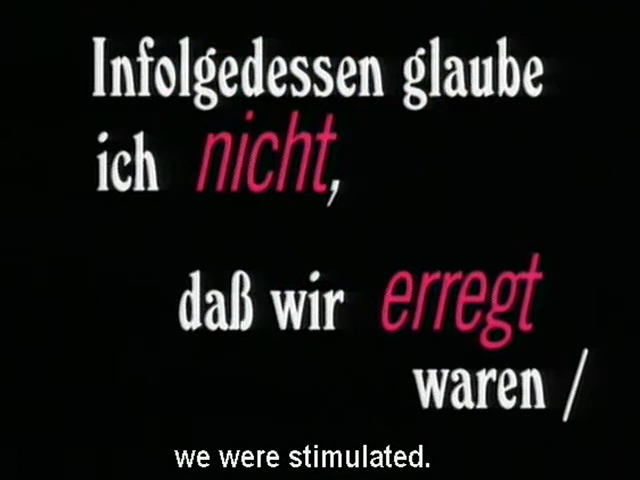 Infolgedessen glaube
ich nicht,
daß wir erregt
waren /
we were stimulated.